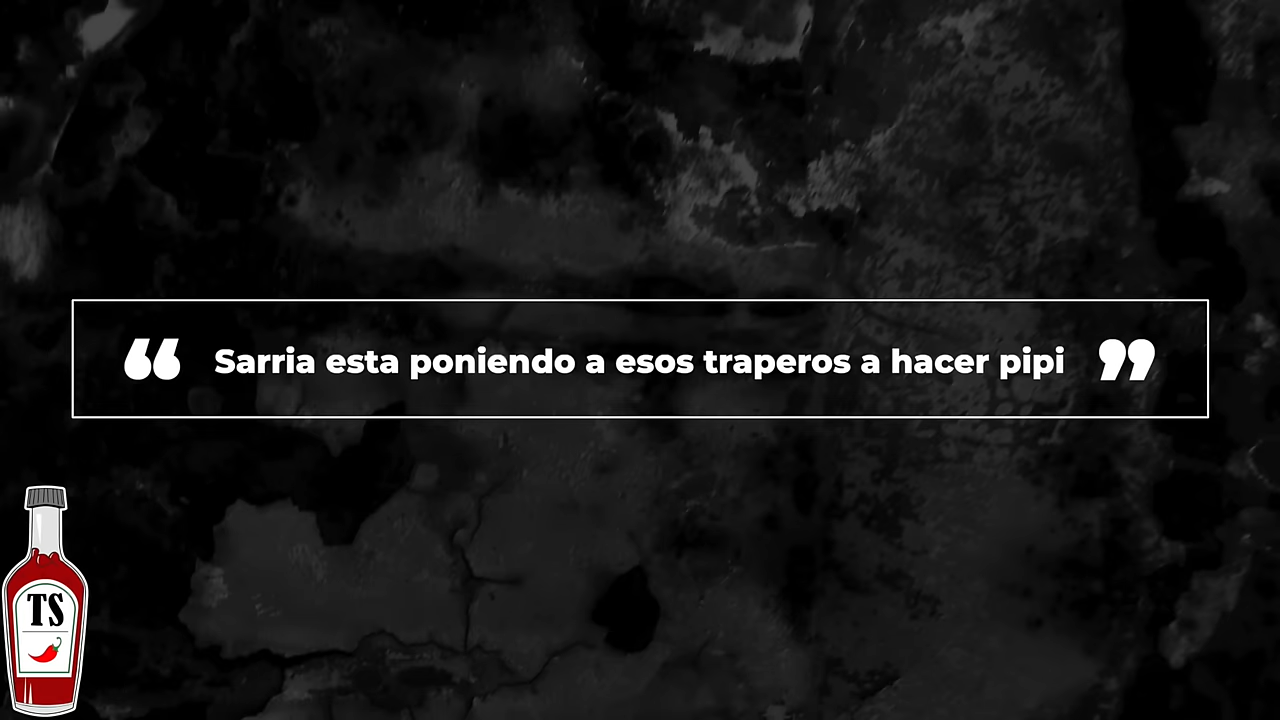 “ Sarria esta poniendo a esos traperos a hacer pipi ”
TS